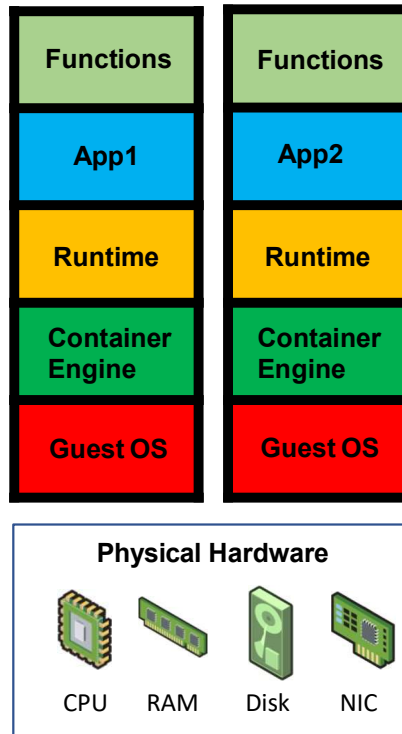 Functions
App1
Runtime
Container
Engine
Guest OS
Functions
App2
Runtime
Container
Engine
Guest OS
Physical Hardware
CPU
RAM
Disk
NIC